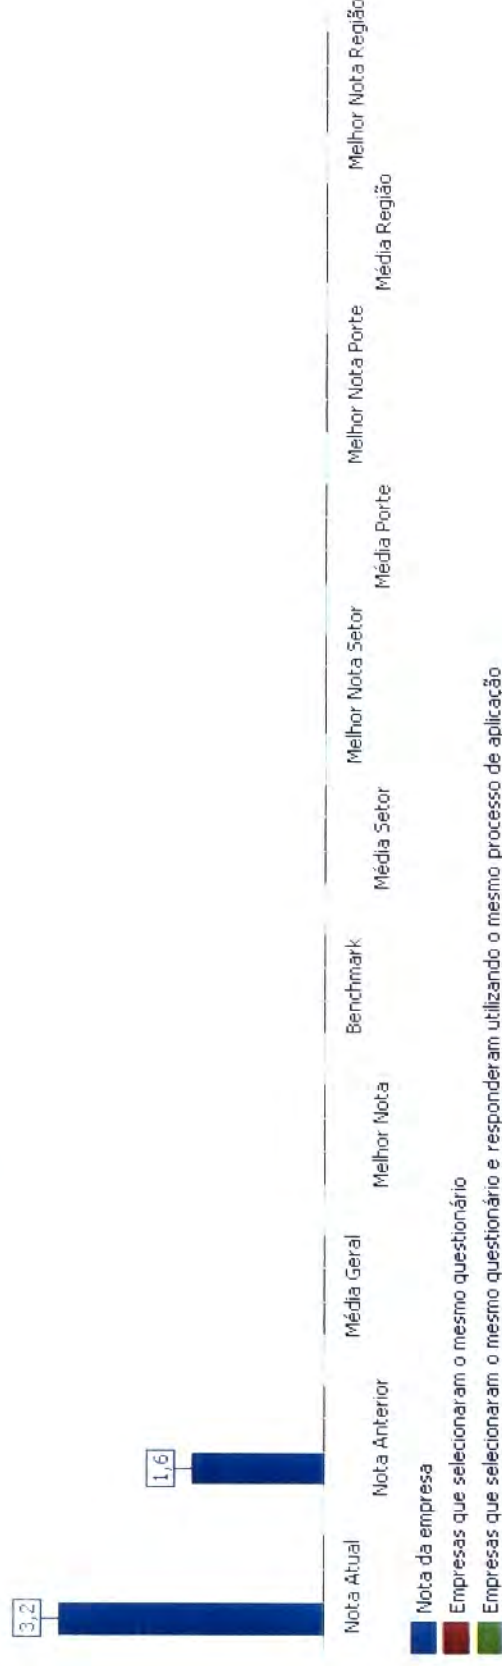 3,2
1,6
Nota Atual
Nota Anterior
Média Geral
Melhor Nota
Benchmark
Média Setor
Melhor Nota Setor
Média Porte
Melhor Nota Porte
Média Região
Melhor Nota Região
Nota da empresa
Empresas que selecionaram o mesmo questionário
Empresas que selecionaram o mesmo questionário e responderam utilizando o mesmo processo de aplicação